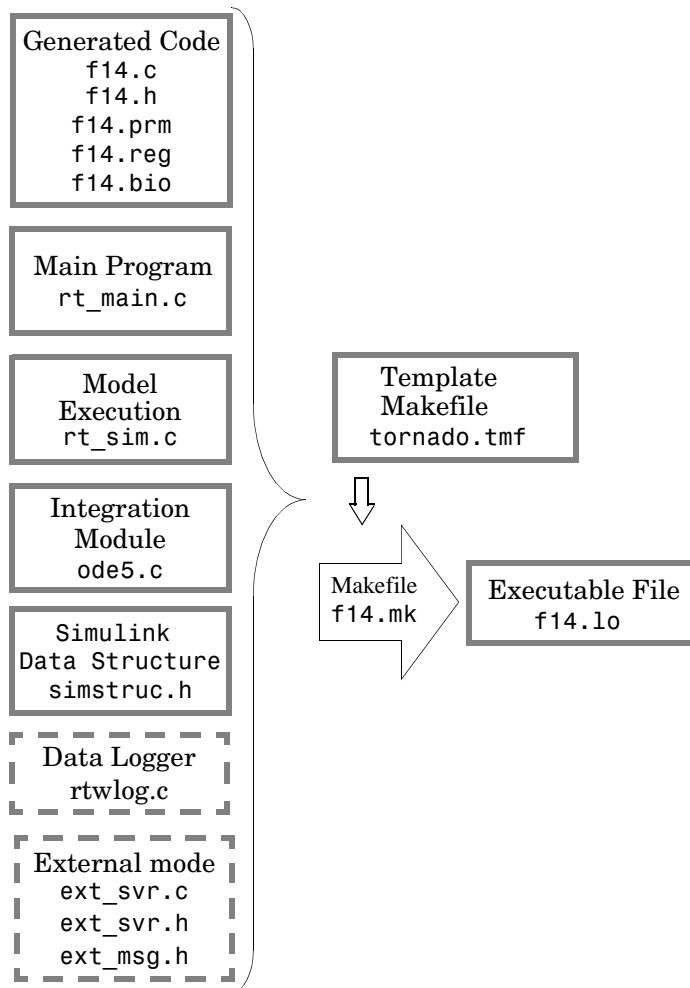 Generated Code
f14.c
f14.h
f14.prm
f14.reg
f14.bio
Main Program
rt_main.c
Model
Execution
rt_sim.c
Integration
Module
ode5.c
Simulink
Data Structure
simstruc.h
Data Logger
rtwlog.c
External mode
ext_svr.c
ext_svr.h
ext_msg.h
Template
Makefile
tornado.tmf
Makefile
f14.mk
Executable File
f14.lo